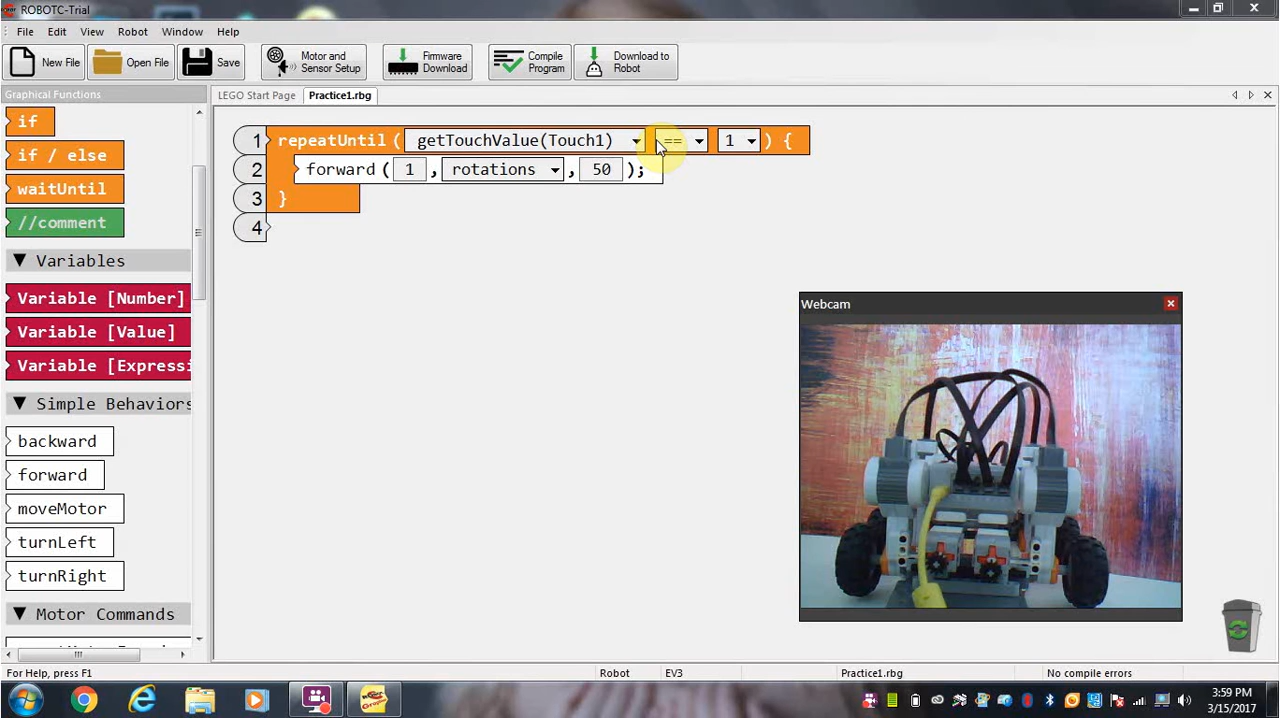 ROBOTC-Trial
File Edit View Robot Window Help
New File
Open File
Save
Motor and
Sensor Setup
Firmware
Download
Compile
Program
Download to
Robot
Graphical Functions
LEGO Start Page
Practice1.rbg
if
if / else
waitUntil
//comment
Variables
Variable [Number]
Variable [Value]
Variable [Expressi
Simple Behaviors
backward
forward
moveMotor
turnLeft
turnRight
Motor Commands
1 repeatUntil ( getTouchValue(Touch1) == 1 ) {
2 forward ( 1 , rotations , 50 );
3 }
4
Webcam
For Help, press F1
Robot
EV3
Practice1.rbg
No compile errors
3:59 PM
3/15/2017